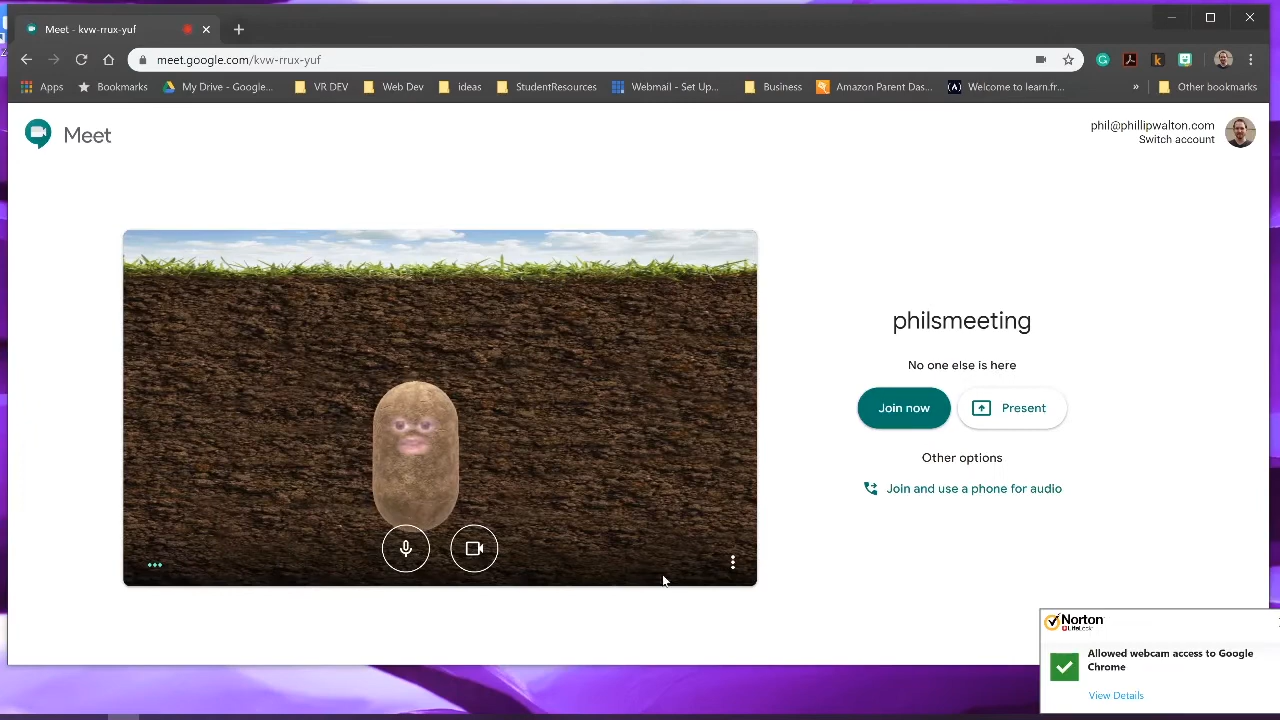 Meet - kvw-rrux-yuf
meet.google.com/kvw-rrux-yuf
Apps Bookmarks My Drive - Google... VR DEV Web Dev ideas StudentResources Webmail - Set Up... Business Amazon Parent Das... Welcome to learn.fr... » Other bookmarks
Meet
phil@phillipwalton.com
Switch account
philsmeeting
No one else is here
Join now Present
Other options
Join and use a phone for audio
Norton
LifeLock
Allowed webcam access to Google
Chrome
View Details